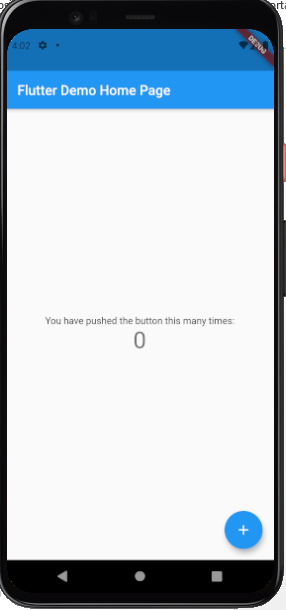 4:02
DEBUG
Flutter Demo Home Page
You have pushed the button this many times:
0